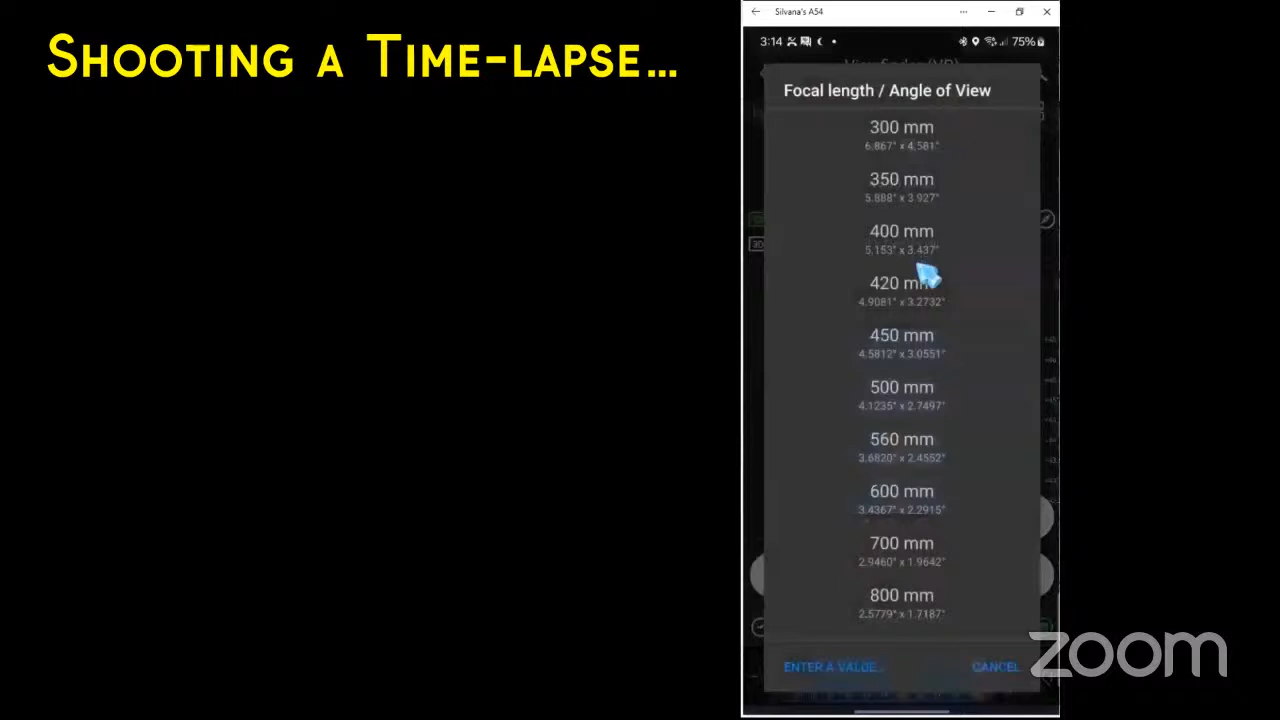 SHOOTING A TIME-LAPSE...
Silvana's A54
3:14
75%
Focal length / Angle of View
300 mm
6.867° x 4.581°
350 mm
5.888° x 3.927°
400 mm
5.153° x 3.437°
420 mm
4.9081° x 3.2732°
450 mm
4.5812° x 3.0551°
500 mm
4.1235° x 2.7497°
560 mm
3.6820° x 2.4552°
600 mm
3.4367° x 2.2915°
700 mm
2.9460° x 1.9642°
800 mm
2.5779° x 1.7187°
ENTER A VALUE...
CANCEL
zoom